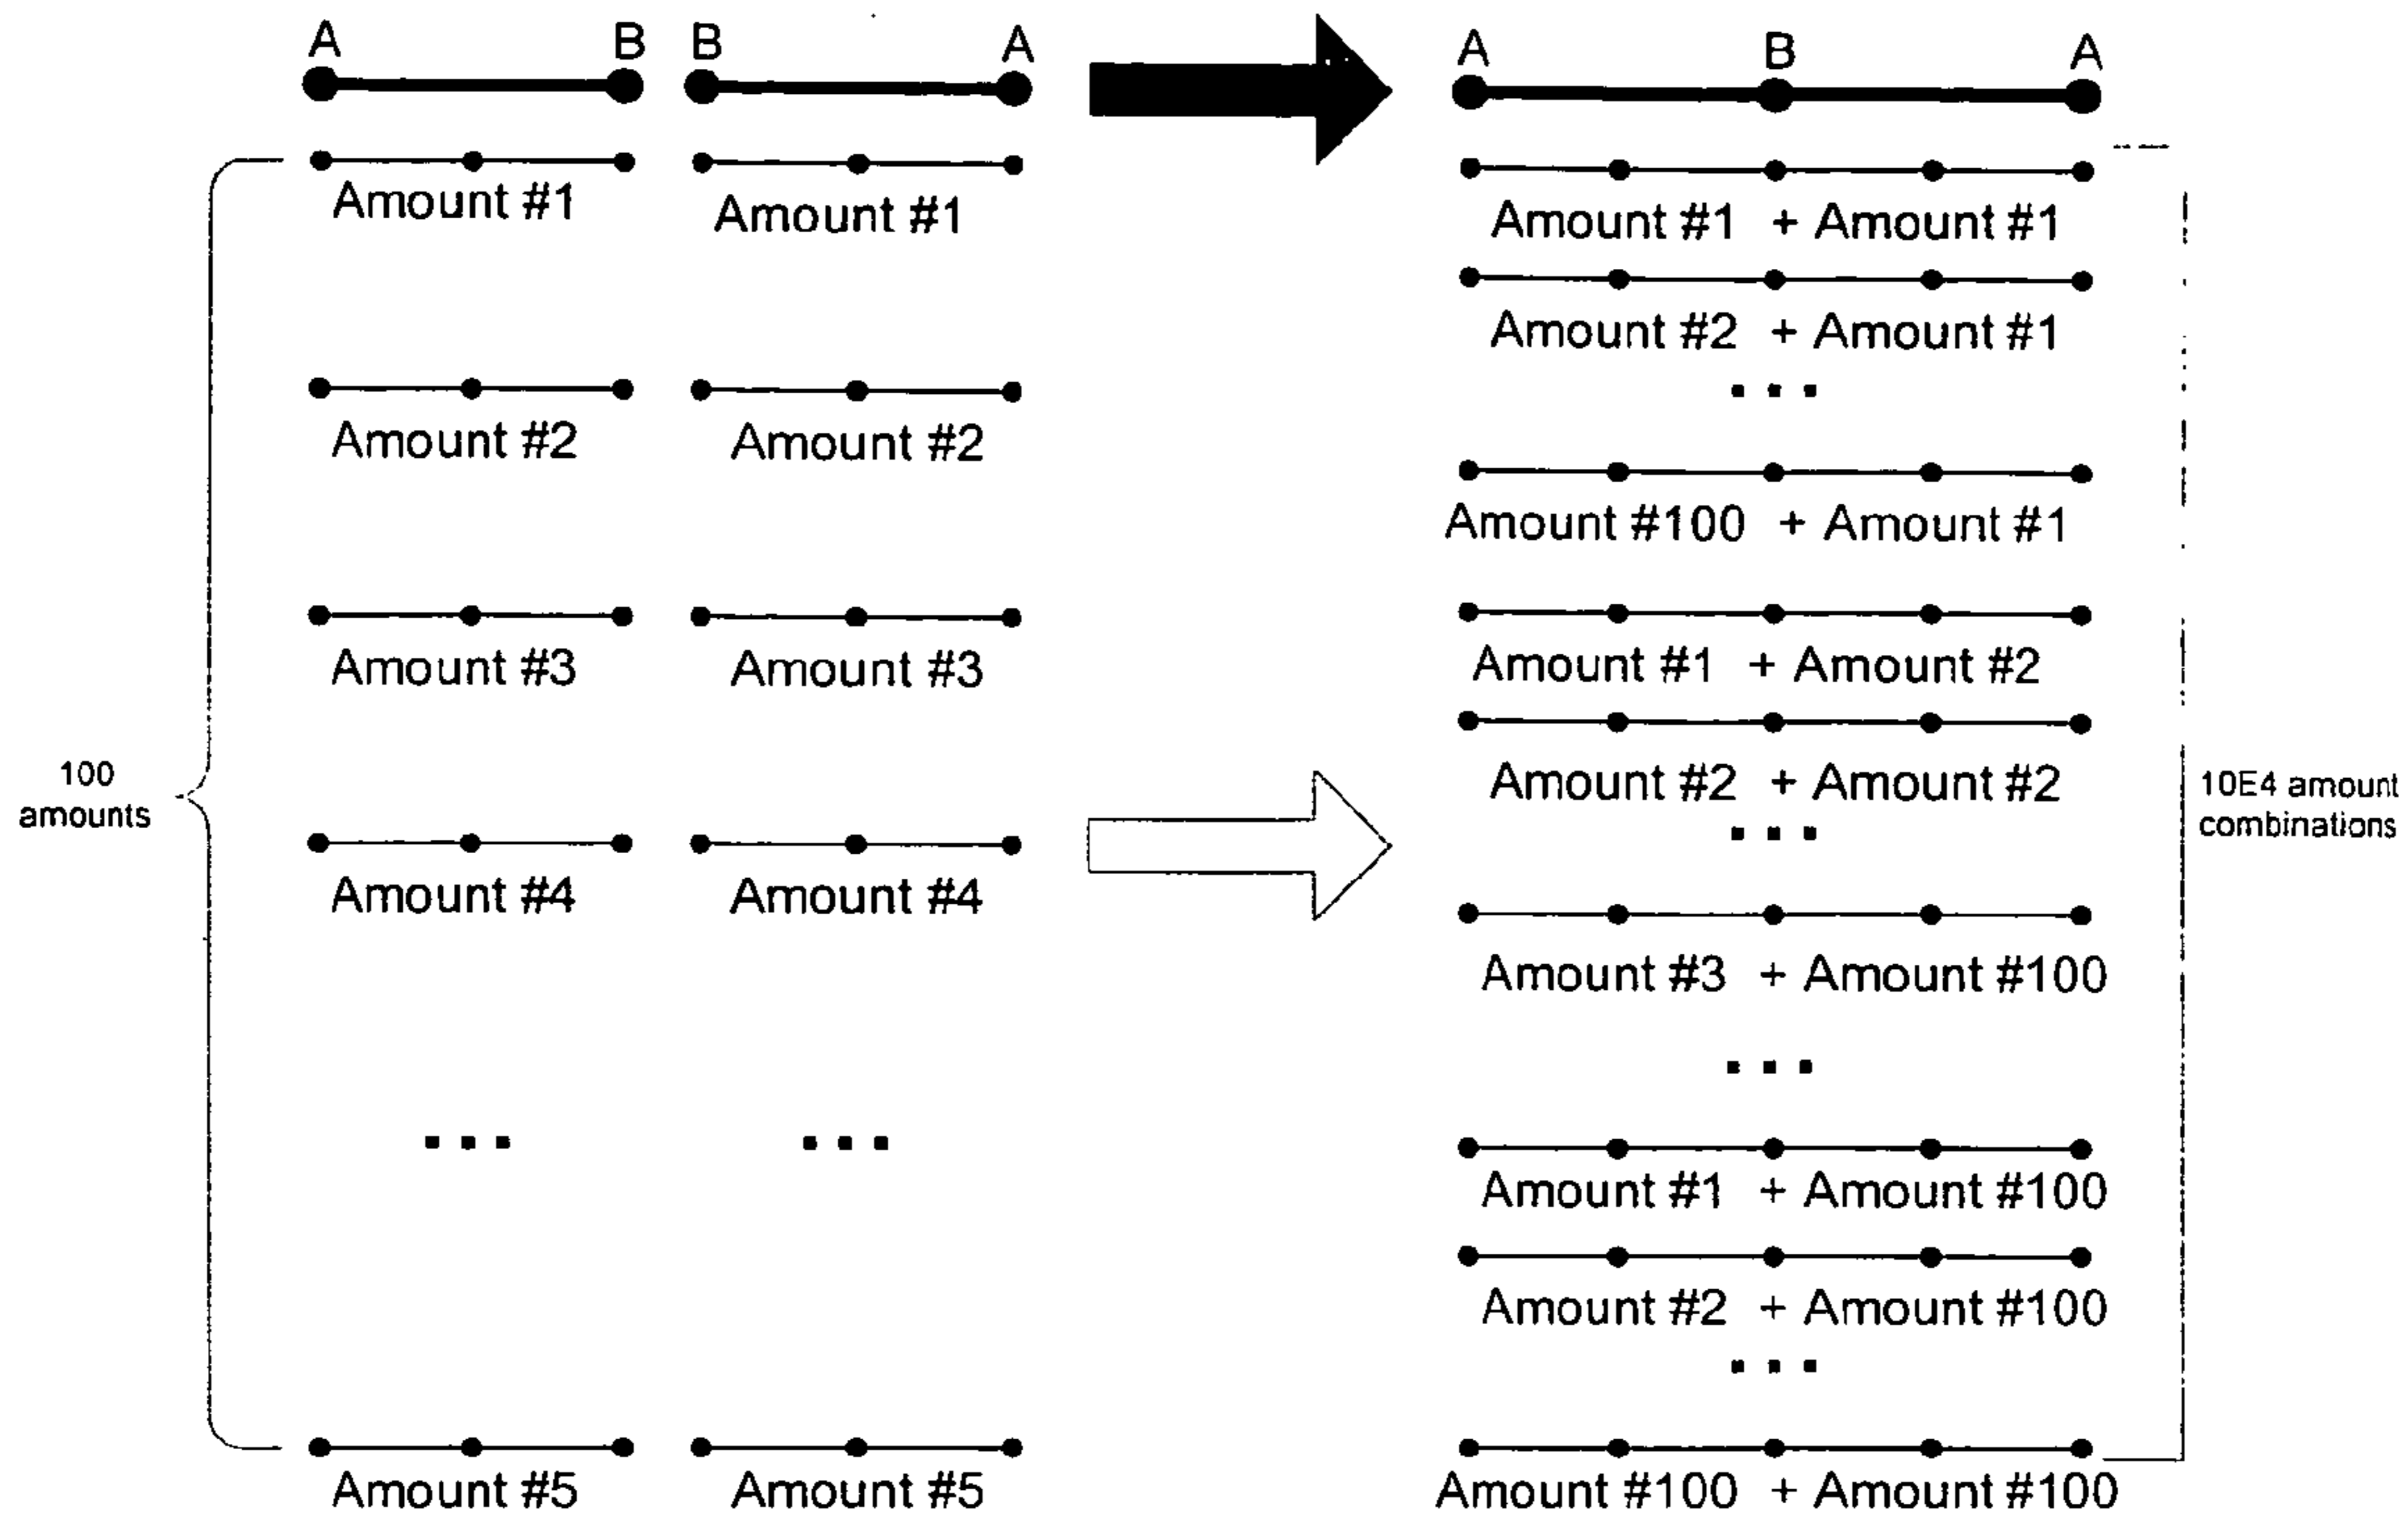 A B B A A B A
Amount #1 Amount #1
Amount #2 Amount #2
Amount #3 Amount #3
Amount #4 Amount #4
...  ...
Amount #5 Amount #5
100
amounts
Amount #1 + Amount #1
Amount #2 + Amount #1
...
Amount #100 + Amount #1
Amount #1 + Amount #2
Amount #2 + Amount #2
...
Amount #3 + Amount #100
...
Amount #1 + Amount #100
Amount #2 + Amount #100
...
Amount #100 + Amount #100
10E4 amount
combinations